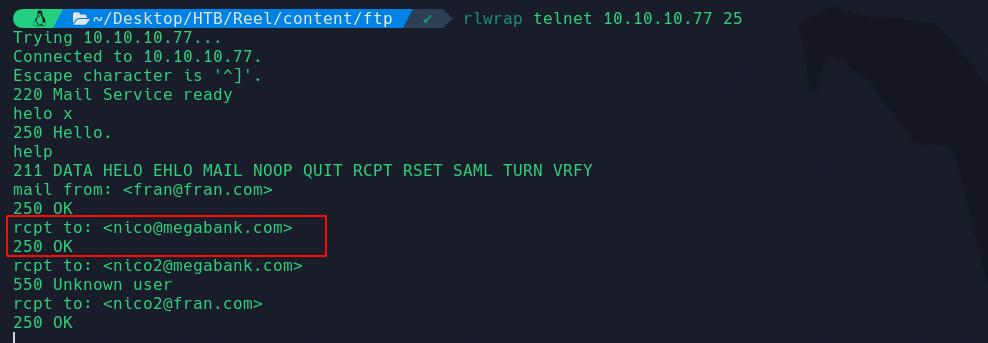 ~/Desktop/HTB/Reel/content/ftp ✔ rlwrap telnet 10.10.10.77 25
Trying 10.10.10.77...
Connected to 10.10.10.77.
Escape character is '^]'.
220 Mail Service ready
helo x
250 Hello.
help
211 DATA HELO EHLO MAIL NOOP QUIT RCPT RSET SAML TURN VRFY
mail from: <fran@fran.com>
250 OK
rcpt to: <nico@megabank.com>
250 OK
rcpt to: <nico2@megabank.com>
550 Unknown user
rcpt to: <nico2@fran.com>
250 OK